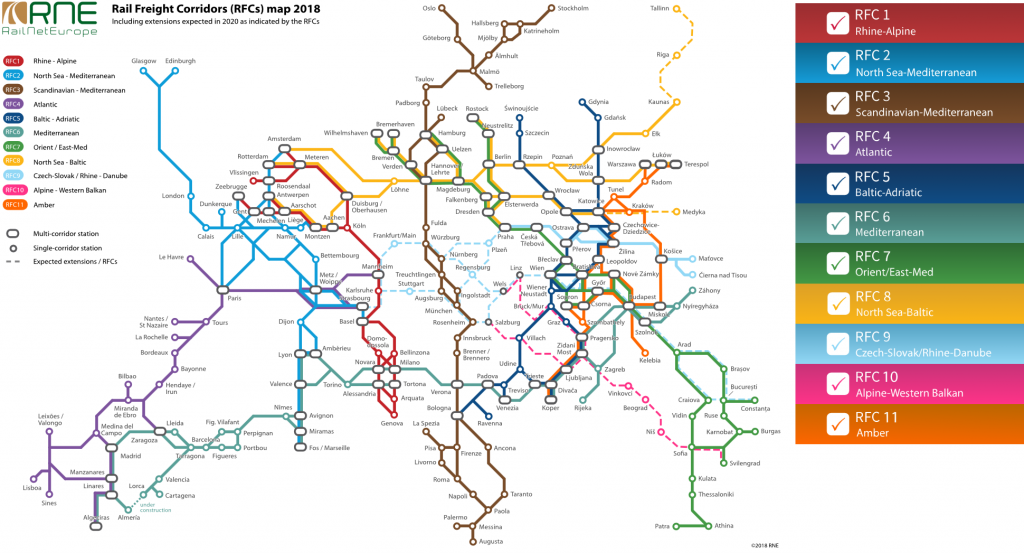 RNE
RailNetEurope
Rail Freight Corridors (RFCs) map 2018
Including extensions expected in 2020 as indicated by the RFCs
RFC1 Rhine - Alpine
RFC2 North Sea - Mediterranean
RFC3 Scandinavian - Mediterranean
RFC4 Atlantic
RFC5 Baltic - Adriatic
RFC6 Mediterranean
RFC7 Orient / East-Med
RFC8 North Sea - Baltic
RFC9 Czech-Slovak / Rhine - Danube
RFC10 Alpine - Western Balkan
RFC11 Amber
Multi-corridor station
Single-corridor station
Expected extensions / RFCs
Glasgow
Edinburgh
Oslo
Stockholm
Hallsberg
Katrineholm
Mjölby
Göteborg
Almhult
Malmö
Taulov
Trelleborg
Padborg
Tallinn
Riga
Kaunas
Ełk
Lübeck
Rostock
Świnoujście
Gdynia
Bremerhaven
Wilhelmshaven
Hamburg
Neustrelitz
Szczecin
Gdańsk
Bremen
Uelzen
Inowrocław
Verden
Hannover
Lehrte
Berlin
Rzepin
Poznań
Zduńska
Wola
Warszawa
Łuków
Terespol
Amsterdam
Rotterdam
Meteren
Vlissingen
Roosendaal
Zeebrugge
Antwerpen
London
Dunkerque
Gent
Aarschot
Mechelen
Liège
Aachen
Duisburg /
Oberhausen
Löhne
Magdeburg
Falkenberg
Elsterwerda
Wrocław
Tunel
Radom
Katowice
Kraków
Medyka
Calais
Lille
Namur
Montzen
Köln
Fulda
Dresden
Opole
Czechowice-
Dziedzice
Le Havre
Bettembourg
Frankfurt/Main
Würzburg
Praha
Česka
Třebová
Ostrava
Plzeň
Nürnberg
Přerov
Žilina
Košice
Maťovce
Čierna nad Tisou
Metz /
Woippy
Mannheim
Regensburg
Linz
Wien
Břeclav
Bratislava
Leopoldov
Treuchtlingen
Stuttgart
Karlsruhe
Strasbourg
Augsburg
Ingolstadt
Wels
Wiener
Neustadt
Győr
Nové Zámky
Paris
München
Sopron
Csorna
Budapest
Záhony
Nyíregyháza
Miskolc
Nantes /
St Nazaire
Tours
Dijon
Basel
Rosenheim
Salzburg
Bruck/Mur
Graz
Szombathely
Szolnok
La Rochelle
Bordeaux
Domo-
dossola
Bellinzona
Innsbruck
Villach
Zidani
Most
Pragersko
Kelebia
Arad
Lyon
Ambérieu
Novara
Milano
Brenner /
Brennero
Udine
Bayonne
Bilbao
Hendaye /
Irun
Valence
Torino
Tortona
Verona
Padova
Treviso
Trieste
Ljubljana
Zagreb
Vinkovci
Brașov
București
Alessandria
Arquata
Divača
Venezia
Koper
Rijeka
Beograd
Craiova
Constanța
Miranda
de Ebro
Nîmes
Avignon
Genova
Bologna
Ravenna
Vidin
Ruse
Leixões /
Valongo
Medina del
Campo
Lleida
Fig. Vilafant
Perpignan
Miramas
La Spezia
Niš
Karnobat
Burgas
Zaragoza
Barcelona
Portbou
Fos / Marseille
Pisa
Firenze
Ancona
Sofia
Svilengrad
Madrid
Tarragona
Figueres
Livorno
Manzanares
Linares
Valencia
Lorca
Cartagena
Roma
Kulata
Lisboa
Sines
under
construction
Napoli
Taranto
Thessaloniki
Algeciras
Almería
Palermo
Paola
Messina
Augusta
Patra
Athina
©2018 RNE
RFC 1
Rhine-Alpine
RFC 2
North Sea-Mediterranean
RFC 3
Scandinavian-Mediterranean
RFC 4
Atlantic
RFC 5
Baltic-Adriatic
RFC 6
Mediterranean
RFC 7
Orient/East-Med
RFC 8
North Sea-Baltic
RFC 9
Czech-Slovak/Rhine-Danube
RFC 10
Alpine-Western Balkan
RFC 11
Amber